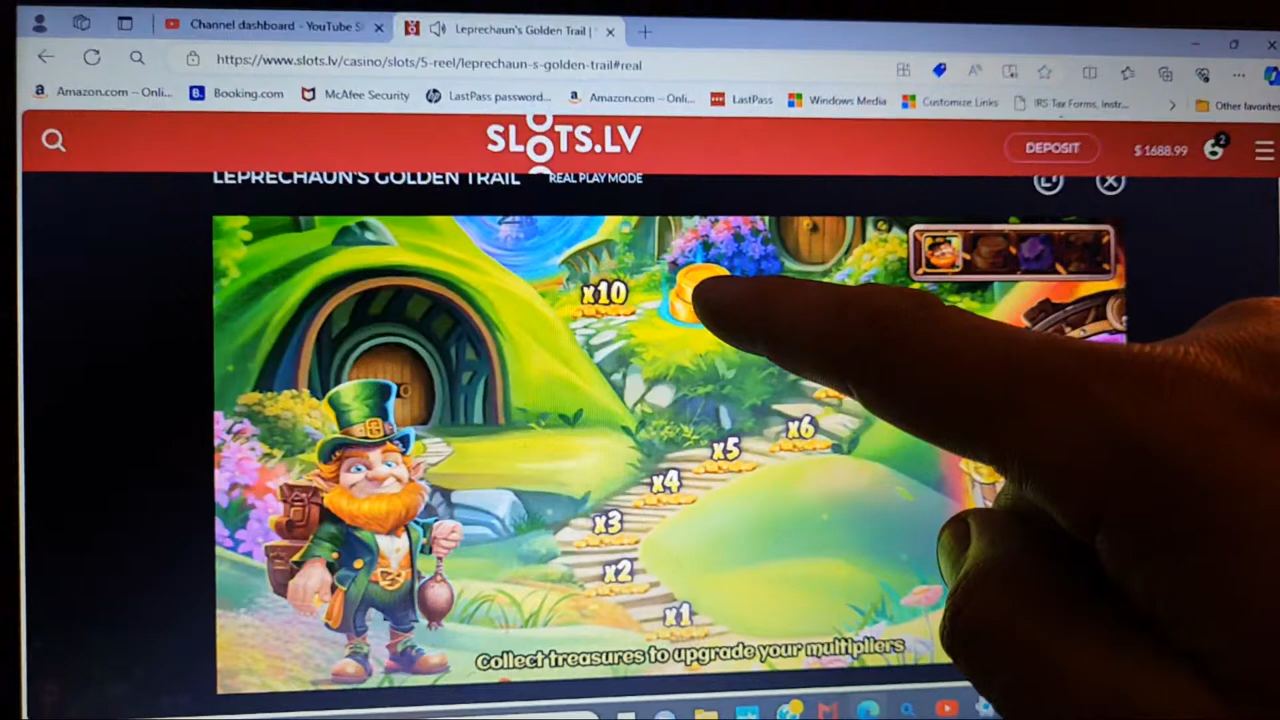 Channel dashboard - YouTube S
Leprechaun's Golden Trail |
https://www.slots.lv/casino/slots/5-reel/leprechaun-s-golden-trail#real
Amazon.com – Onli...
Booking.com
McAfee Security
LastPass password...
Amazon.com – Onli...
LastPass
Windows Media
Customize Links
IRS Tax Forms, Instr...
Other favorites
SLOTS.LV
DEPOSIT
$ 1688.99
2
LEPRECHAUN'S GOLDEN TRAIL
REAL PLAY MODE
x10
x6
x5
x4
x3
x2
x1
Collect treasures to upgrade your multipliers